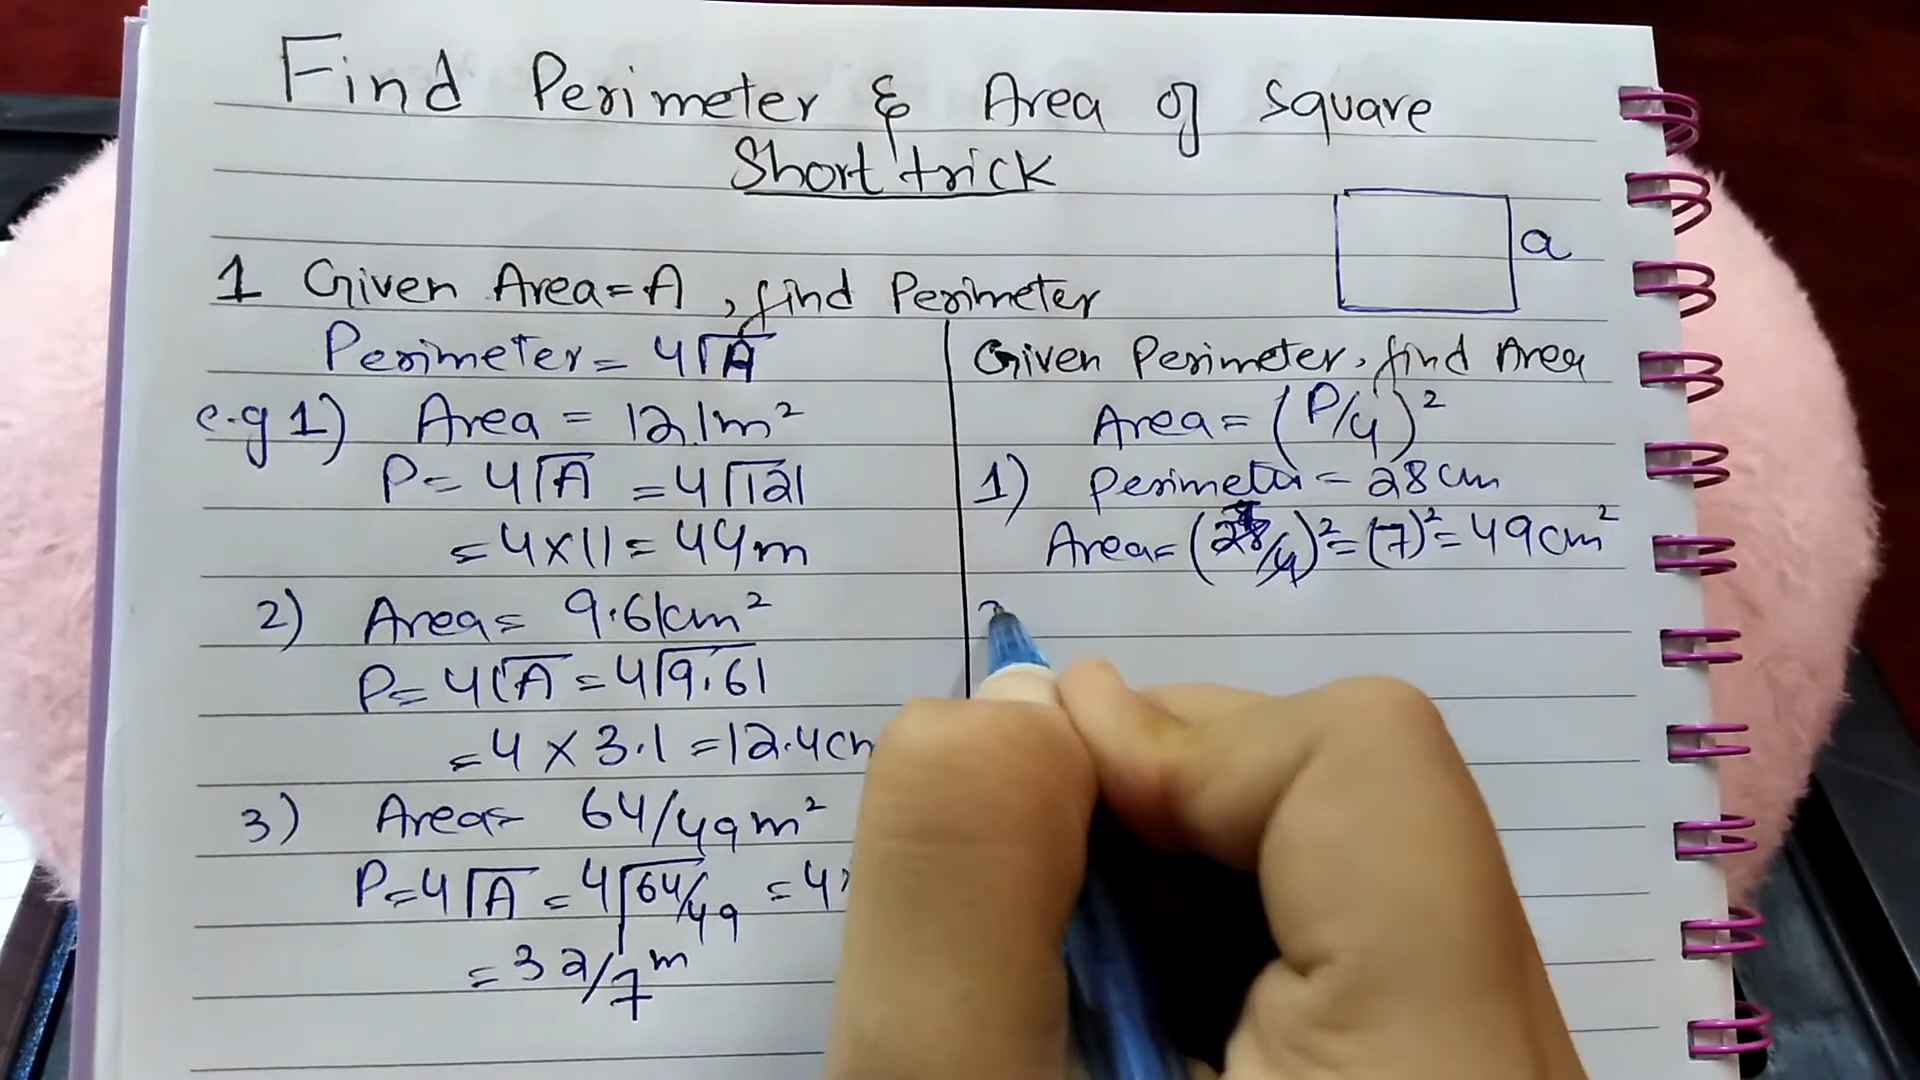 Find Perimeter & Area of square
Short trick
a
1 Given Area=A, find Perimeter
Perimeter = 4√A
e.g 1) Area = 121m²
P= 4√A = 4√121
= 4×11 = 44m
2) Area= 9.61cm²
P= 4√A = 4√9.61
= 4 × 3.1 = 12.4cm
3) Area= 64/49m²
P=4√A = 4√64/49 = 4×
= 32/7 m
Given Perimeter, find Area
Area= (P/4)²
1) Perimeter = 28cm
Area= (28/4)²= (7)²= 49cm²